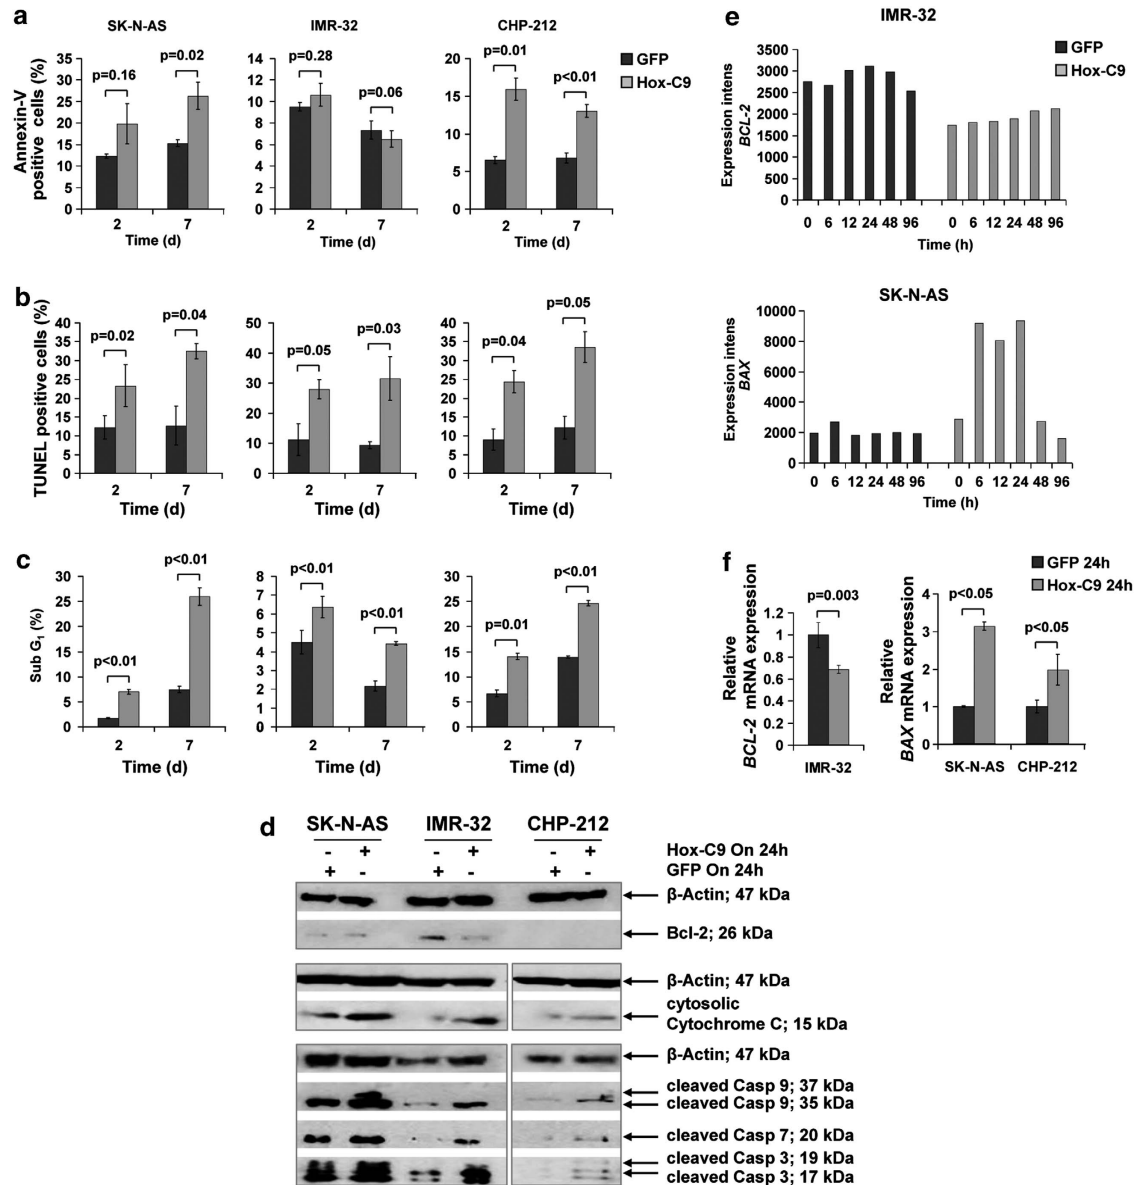 a
SK-N-AS
IMR-32
CHP-212
GFP
Hox-C9
Annexin-V
positive cells (%)
35
30
25
20
15
10
5
0
p=0.16
p=0.02
2
7
Time (d)
14
12
10
8
6
4
2
0
p=0.28
p=0.06
2
7
Time (d)
20
15
10
5
0
p=0.01
p<0.01
2
7
Time (d)
b
TUNEL positive cells (%)
40
35
30
25
20
15
10
5
0
p=0.02
p=0.04
2
7
Time (d)
50
40
30
20
10
0
p=0.05
p=0.03
2
7
Time (d)
40
35
30
25
20
15
10
5
0
p=0.04
p=0.05
2
7
Time (d)
c
Sub G1 (%)
30
25
20
15
10
5
0
p<0.01
p<0.01
2
7
Time (d)
8
7
6
5
4
3
2
1
0
p<0.01
p<0.01
2
7
Time (d)
30
25
20
15
10
5
0
p=0.01
p<0.01
2
7
Time (d)
d
SK-N-AS IMR-32 CHP-212
- + - + - + Hox-C9 On 24h
+ - + - + - GFP On 24h
β-Actin; 47 kDa
Bcl-2; 26 kDa
β-Actin; 47 kDa
cytosolic
Cytochrome C; 15 kDa
β-Actin; 47 kDa
cleaved Casp 9; 37 kDa
cleaved Casp 9; 35 kDa
cleaved Casp 7; 20 kDa
cleaved Casp 3; 19 kDa
cleaved Casp 3; 17 kDa
e
IMR-32
GFP
Hox-C9
Expression intens
BCL-2
3500
3000
2500
2000
1500
1000
500
0
0 6 12 24 48 96 0 6 12 24 48 96
Time (h)
SK-N-AS
Expression intens
BAX
10000
8000
6000
4000
2000
0
0 6 12 24 48 96 0 6 12 24 48 96
Time (h)
f
GFP 24h
Hox-C9 24h
Relative
BCL-2 mRNA expression
1.2
1
0.8
0.6
0.4
0.2
0
p=0.003
IMR-32
Relative
BAX mRNA expression
4
3
2
1
0
p<0.05
p<0.05
SK-N-AS CHP-212